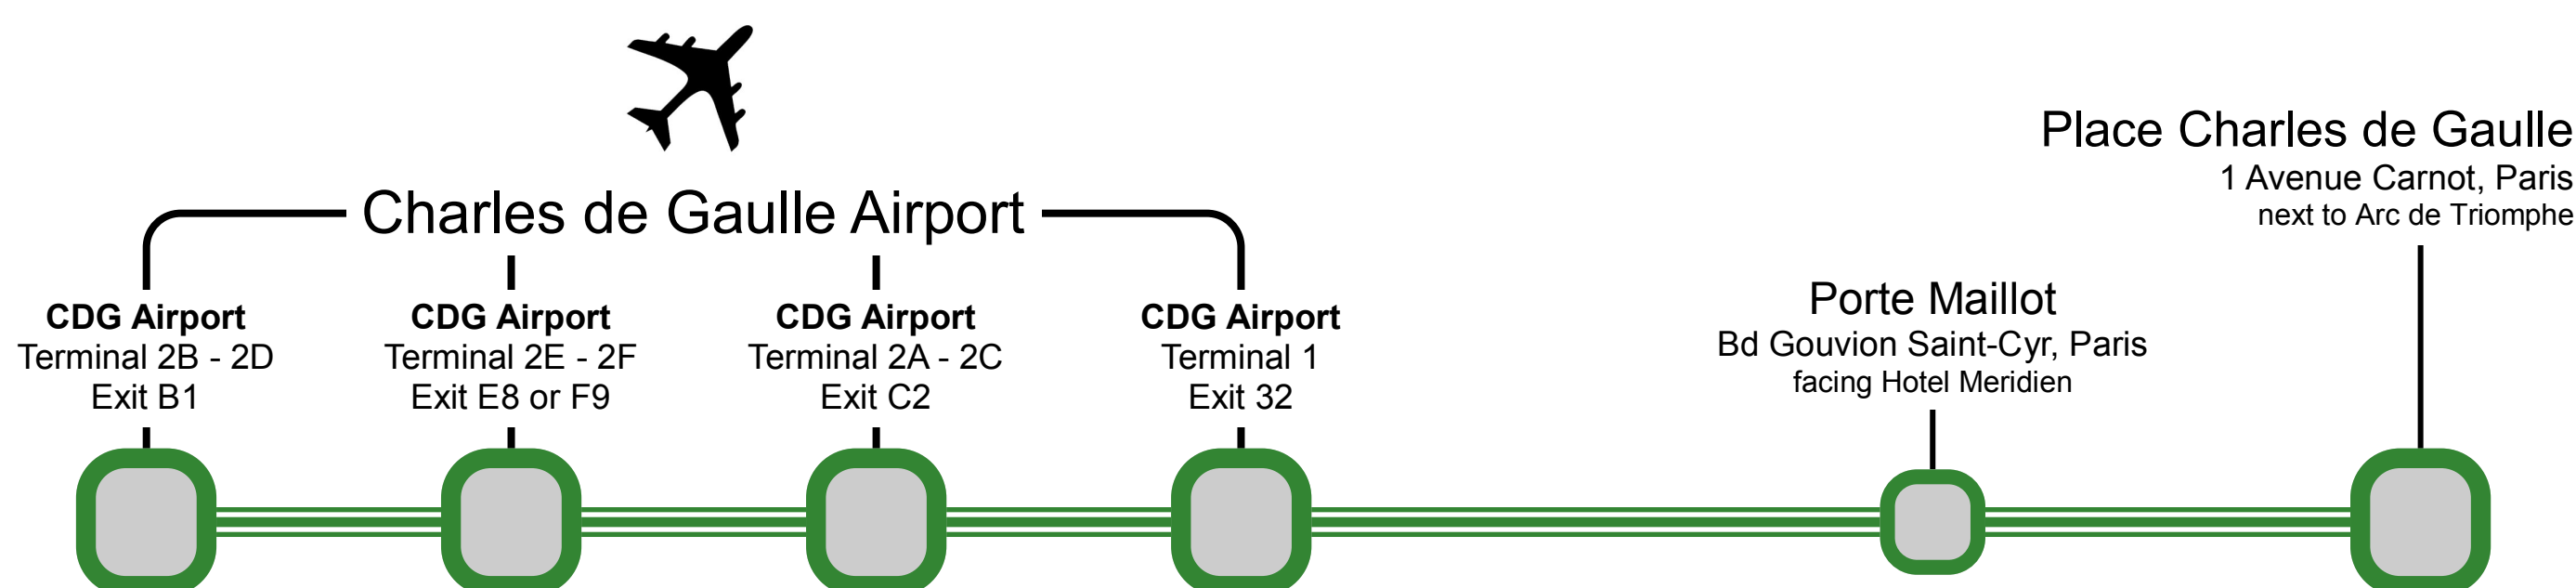 Charles de Gaulle Airport
CDG Airport
Terminal 2B - 2D
Exit B1
CDG Airport
Terminal 2E - 2F
Exit E8 or F9
CDG Airport
Terminal 2A - 2C
Exit C2
CDG Airport
Terminal 1
Exit 32
Porte Maillot
Bd Gouvion Saint-Cyr, Paris
facing Hotel Meridien
Place Charles de Gaulle
1 Avenue Carnot, Paris
next to Arc de Triomphe